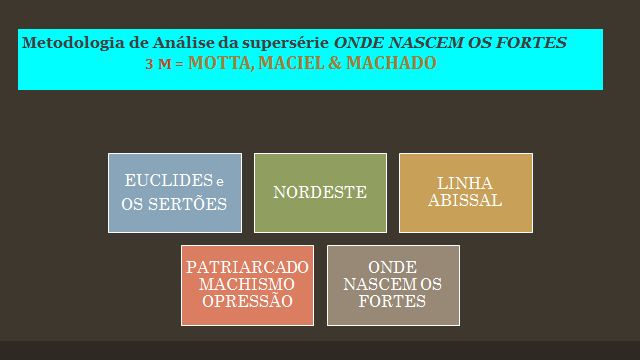 Metodologia de Análise da supersérie ONDE NASCEM OS FORTES
3 M = MOTTA, MACIEL & MACHADO
EUCLIDES e
OS SERTÕES
NORDESTE
LINHA
ABISSAL
PATRIARCADO
MACHISMO
OPRESSÃO
ONDE
NASCEM OS
FORTES